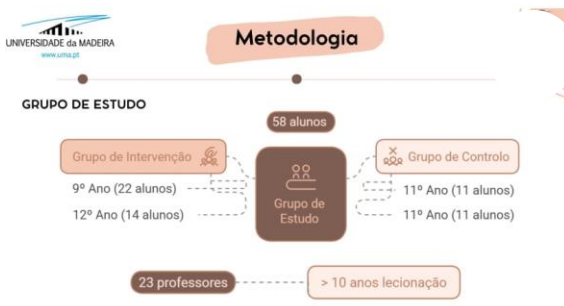 UNIVERSIDADE da MADEIRA
www.uma.pt
Metodologia
GRUPO DE ESTUDO
58 alunos
Grupo de Intervenção
Grupo de Controlo
9º Ano (22 alunos)
12º Ano (14 alunos)
Grupo de
Estudo
11º Ano (11 alunos)
11º Ano (11 alunos)
23 professores
> 10 anos lecionação